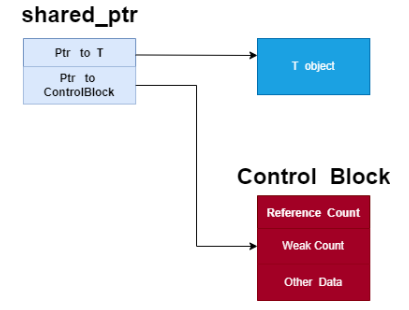 shared_ptr
Ptr to T
Ptr to
ControlBlock
T object
Control Block
Reference Count
Weak Count
Other Data